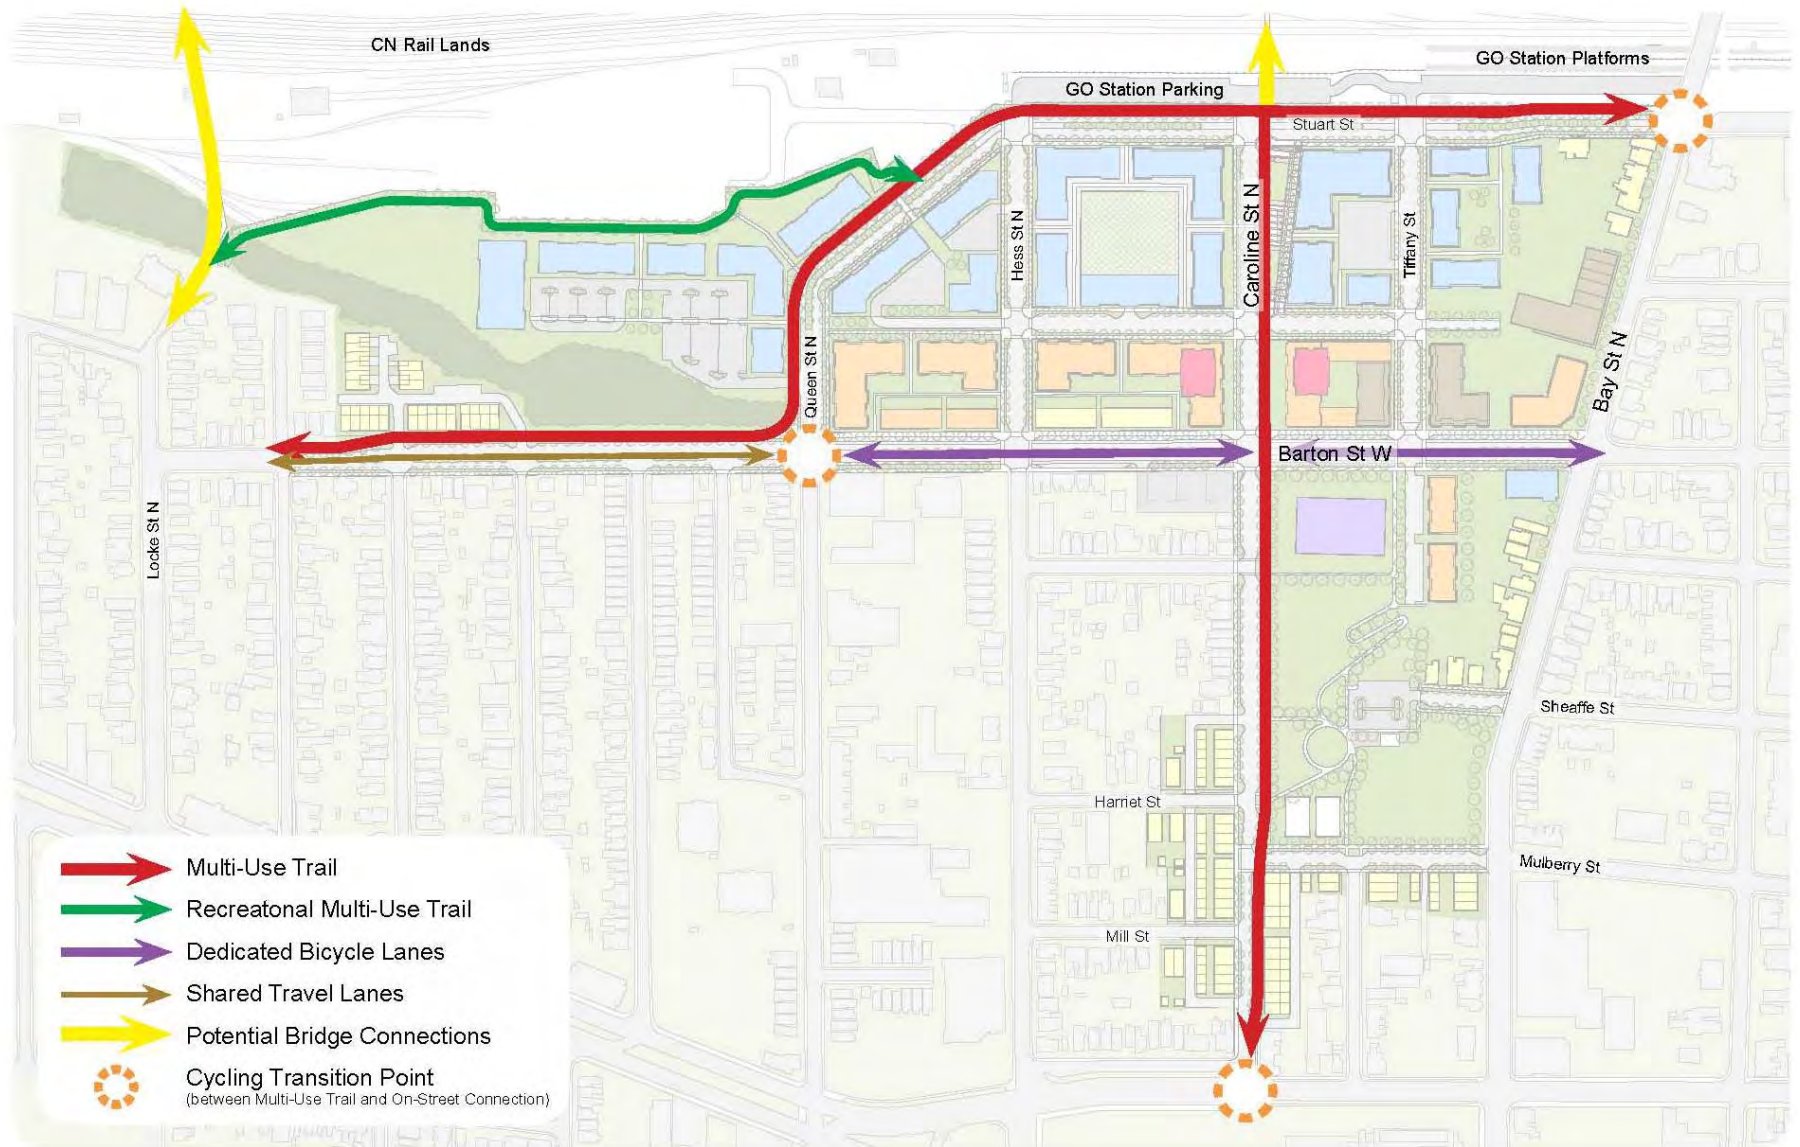 CN Rail Lands
GO Station Platforms
GO Station Parking
Stuart St
Caroline St N
Hess St N
Tiffany St
Queen St N
Bay St N
Barton St W
Locke St N
Sheaffe St
Harriet St
Mulberry St
Mill St
Multi-Use Trail
Recreatonal Multi-Use Trail
Dedicated Bicycle Lanes
Shared Travel Lanes
Potential Bridge Connections
Cycling Transition Point
(between Multi-Use Trail and On-Street Connection)